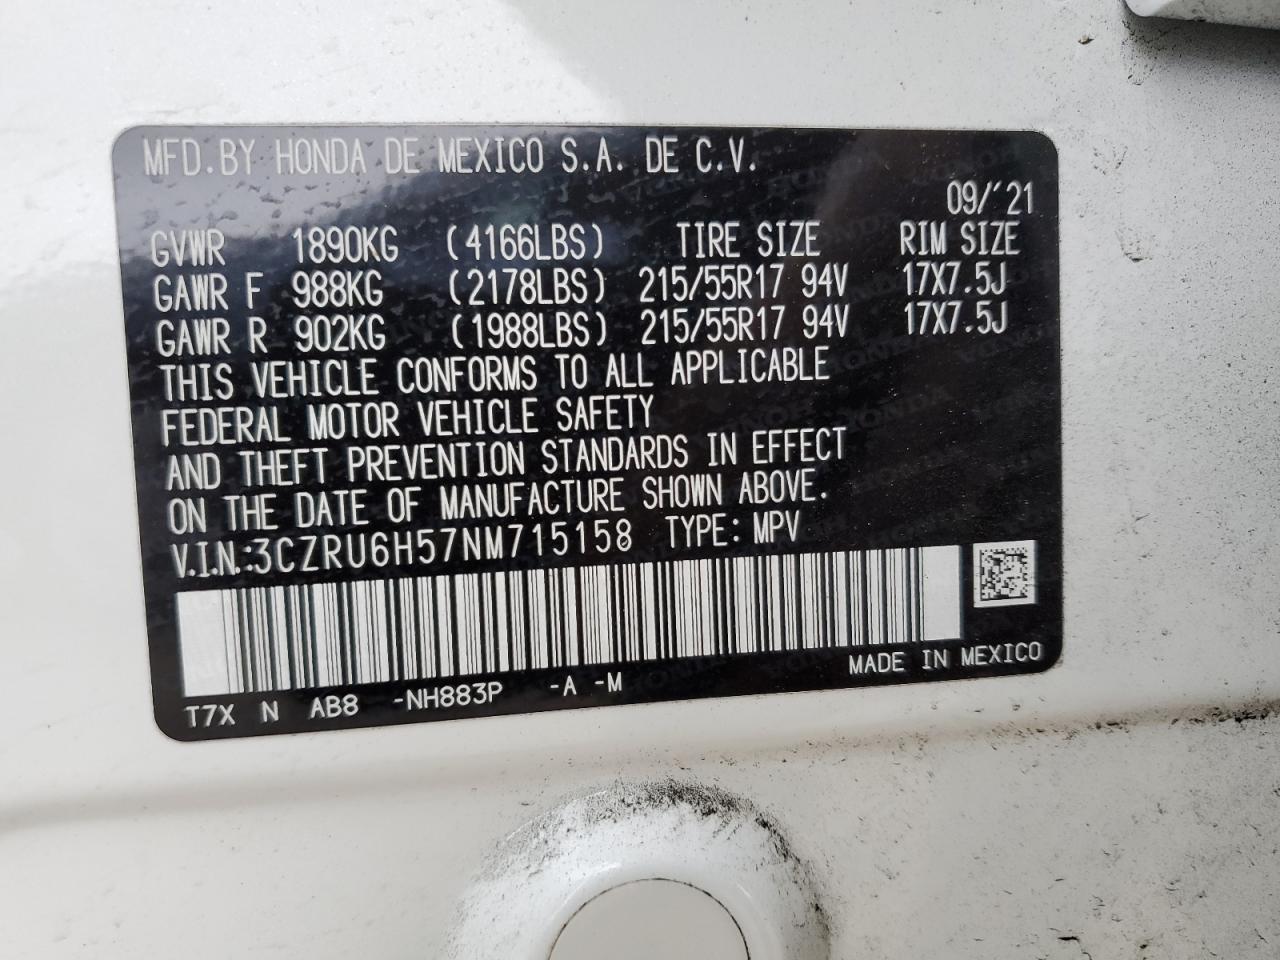 MFD. BY HONDA DE MEXICO S.A. DE C.V.
09/'21
GVWR 1890KG (4166LBS) TIRE SIZE RIM SIZE
GAWR F 988KG (2178LBS) 215/55R17 94V 17X7.5J
GAWR R 902KG (1988LBS) 215/55R17 94V 17X7.5J
THIS VEHICLE CONFORMS TO ALL APPLICABLE
FEDERAL MOTOR VEHICLE SAFETY
AND THEFT PREVENTION STANDARDS IN EFFECT
ON THE DATE OF MANUFACTURE SHOWN ABOVE.
V.I.N.:3CZRU6H57NM715158 TYPE: MPV
MADE IN MEXICO
T7X N AB8 -NH883P -A -M